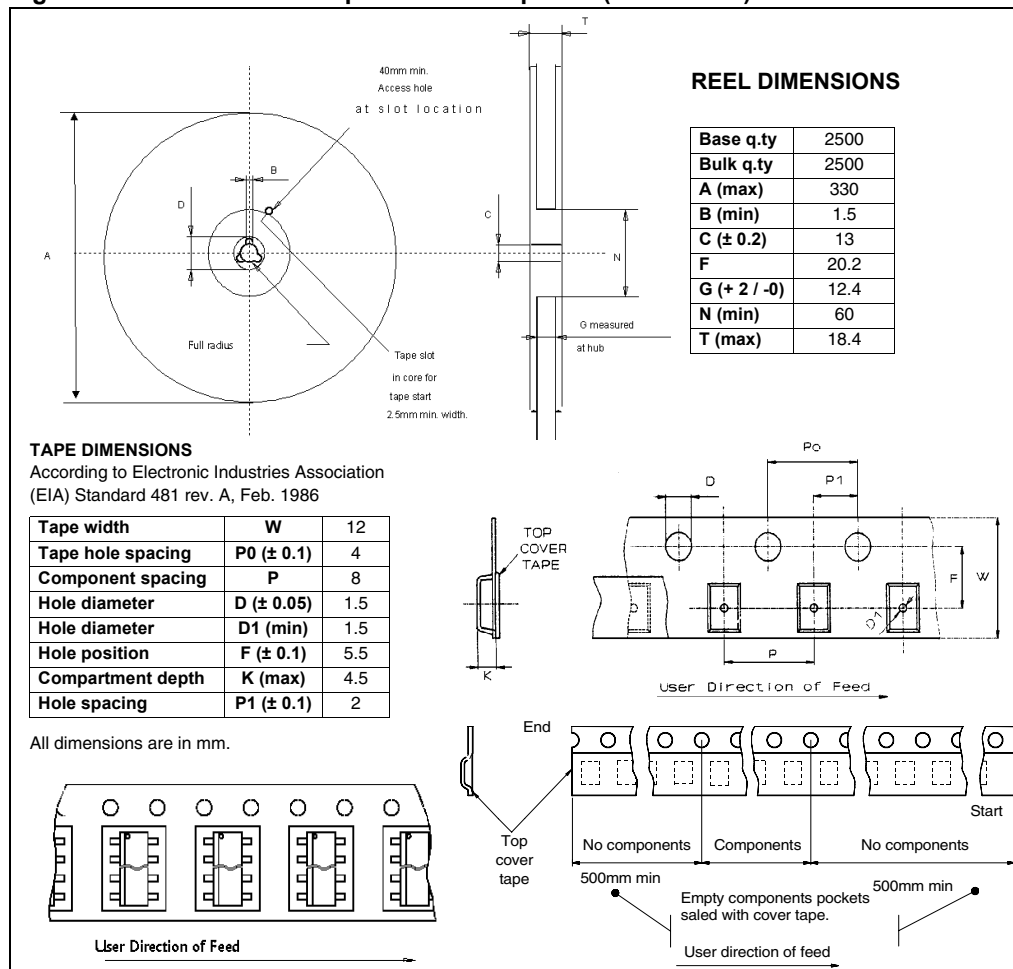 T
40mm min.
Access hole
at slot location
REEL DIMENSIONS
Base q.ty 2500
Bulk q.ty 2500
A (max) 330
B (min) 1.5
C (± 0.2) 13
F 20.2
G (+ 2 / -0) 12.4
N (min) 60
T (max) 18.4
B
D
C
A
N
Full radius
G measured
at hub
Tape slot
in core for
tape start
2.5mm min. width.
TAPE DIMENSIONS
According to Electronic Industries Association
(EIA) Standard 481 rev. A, Feb. 1986
Tape width W 12
Tape hole spacing P0 (± 0.1) 4
Component spacing P 8
Hole diameter D (± 0.05) 1.5
Hole diameter D1 (min) 1.5
Hole position F (± 0.1) 5.5
Compartment depth K (max) 4.5
Hole spacing P1 (± 0.1) 2
All dimensions are in mm.
Po
D
P1
TOP
COVER
TAPE
F
W
D1
K
P
User Direction of Feed
End
Start
Top
cover
tape
No components
Components
No components
500mm min
500mm min
Empty components pockets
saled with cover tape.
User direction of feed
User Direction of Feed